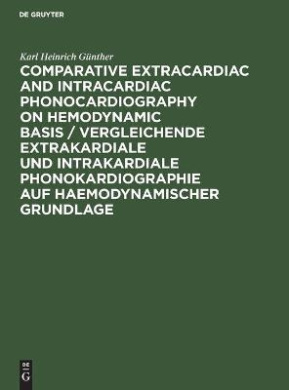 DE GRUYTER
Karl Heinrich Günther
COMPARATIVE EXTRACARDIAC
AND INTRACARDIAC
PHONOCARDIOGRAPHY
ON HEMODYNAMIC
BASIS / VERGLEICHENDE
EXTRAKARDIALE
UND INTRAKARDIALE
PHONOKARDIOGRAPHIE
AUF HAEMODYNAMISCHER
GRUNDLAGE
DE
G